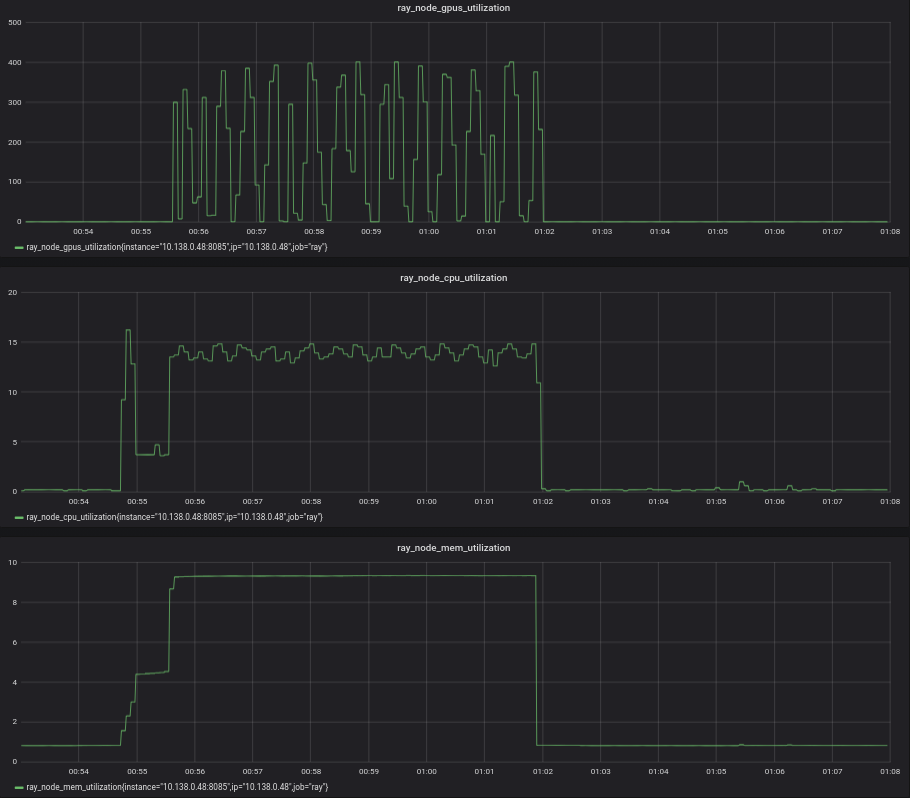 ray_node_gpus_utilization
500
400
300
200
100
0
00:54 00:55 00:56 00:57 00:58 00:59 01:00 01:01 01:02 01:03 01:04 01:05 01:06 01:07 01:08
ray_node_gpus_utilization{instance="10.138.0.48:8085",ip="10.138.0.48",job="ray"}
ray_node_cpu_utilization
20
15
10
5
0
00:54 00:55 00:56 00:57 00:58 00:59 01:00 01:01 01:02 01:03 01:04 01:05 01:06 01:07 01:08
ray_node_cpu_utilization{instance="10.138.0.48:8085",ip="10.138.0.48",job="ray"}
ray_node_mem_utilization
10
8
6
4
2
0
00:54 00:55 00:56 00:57 00:58 00:59 01:00 01:01 01:02 01:03 01:04 01:05 01:06 01:07 01:08
ray_node_mem_utilization{instance="10.138.0.48:8085",ip="10.138.0.48",job="ray"}